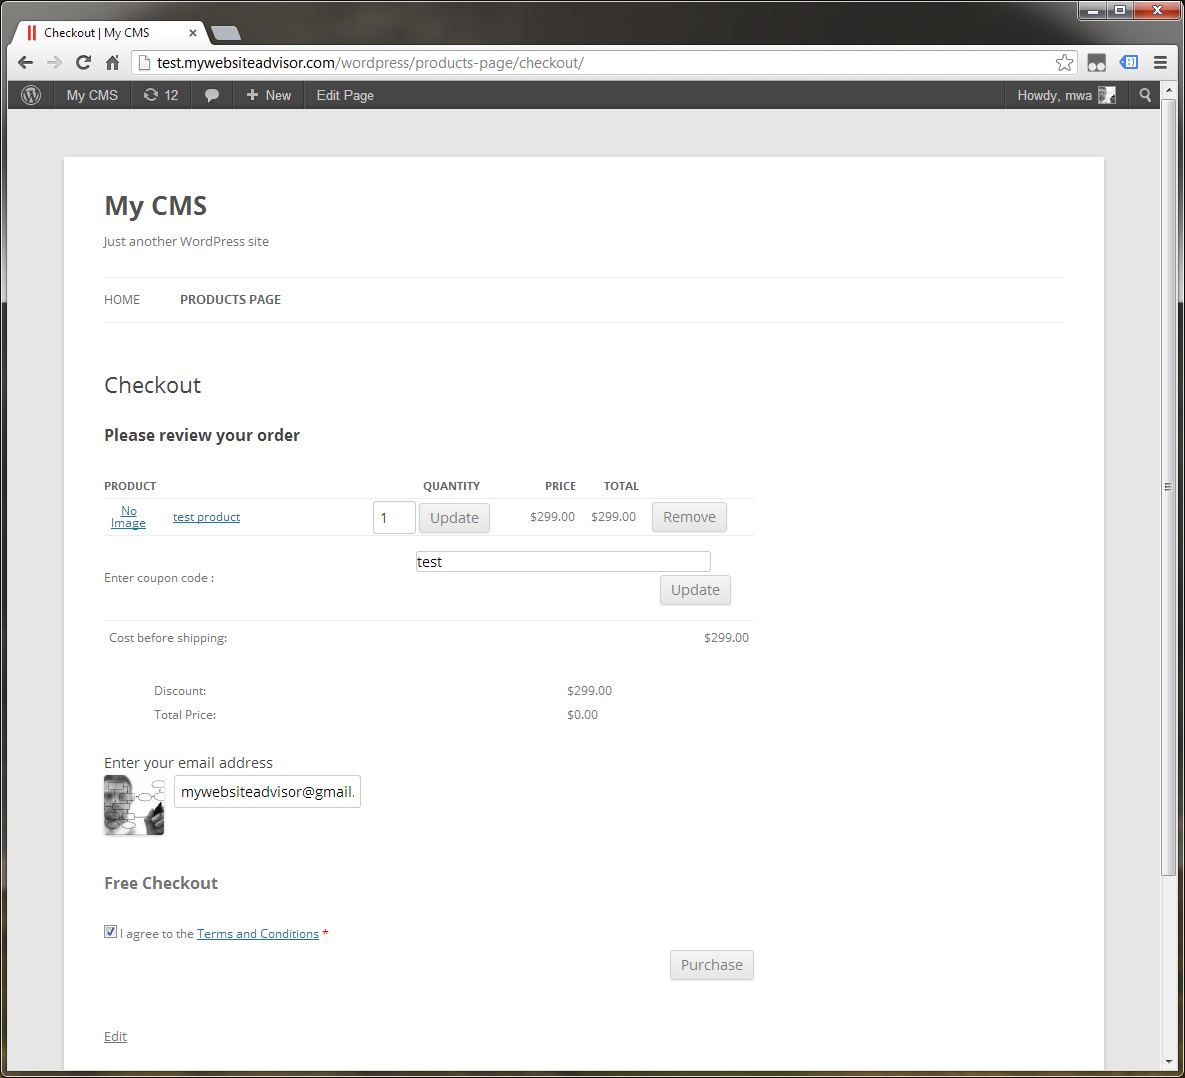 Checkout | My CMS
test.mywebsiteadvisor.com/wordpress/products-page/checkout/
My CMS 12 New Edit Page Howdy, mwa
My CMS
Just another WordPress site
HOME PRODUCTS PAGE
Checkout
Please review your order
PRODUCT QUANTITY PRICE TOTAL
No Image test product 1 Update $299.00 $299.00 Remove
test
Enter coupon code :
Update
Cost before shipping: $299.00
Discount: $299.00
Total Price: $0.00
Enter your email address
mywebsiteadvisor@gmail.
Free Checkout
I agree to the Terms and Conditions *
Purchase
Edit